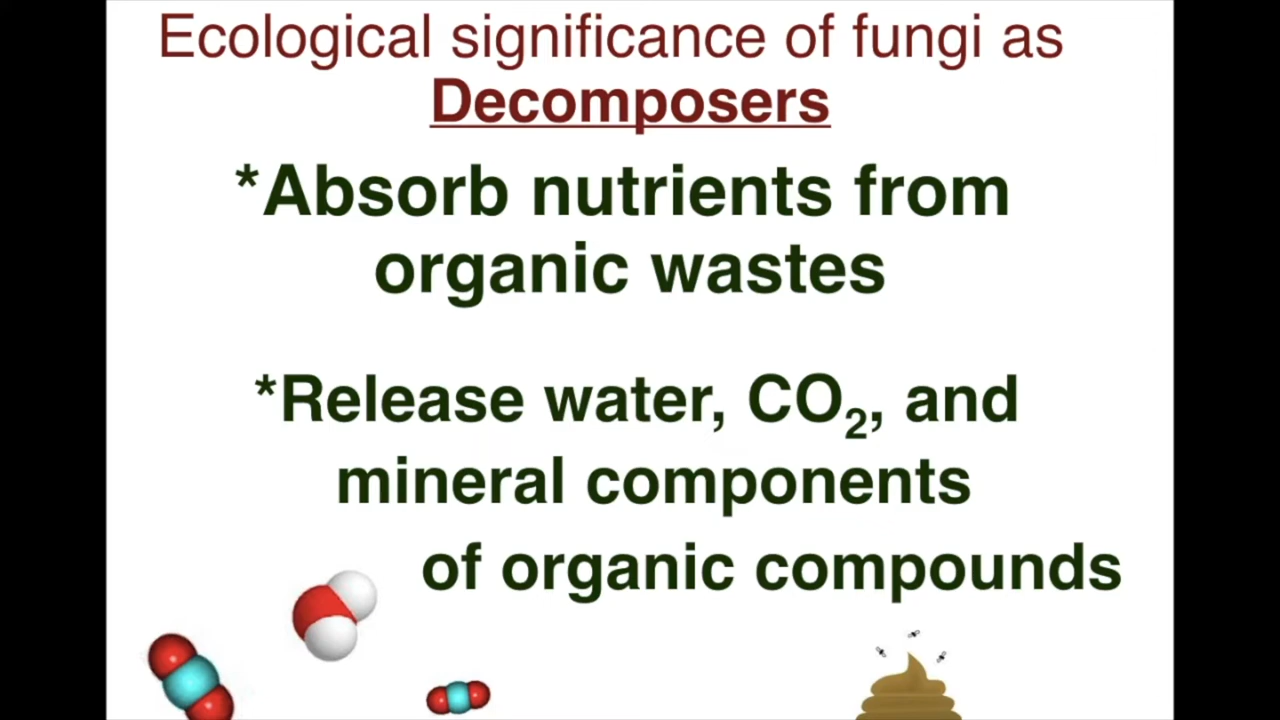 Ecological significance of fungi as
Decomposers
*Absorb nutrients from
organic wastes
*Release water, CO₂, and
mineral components
of organic compounds